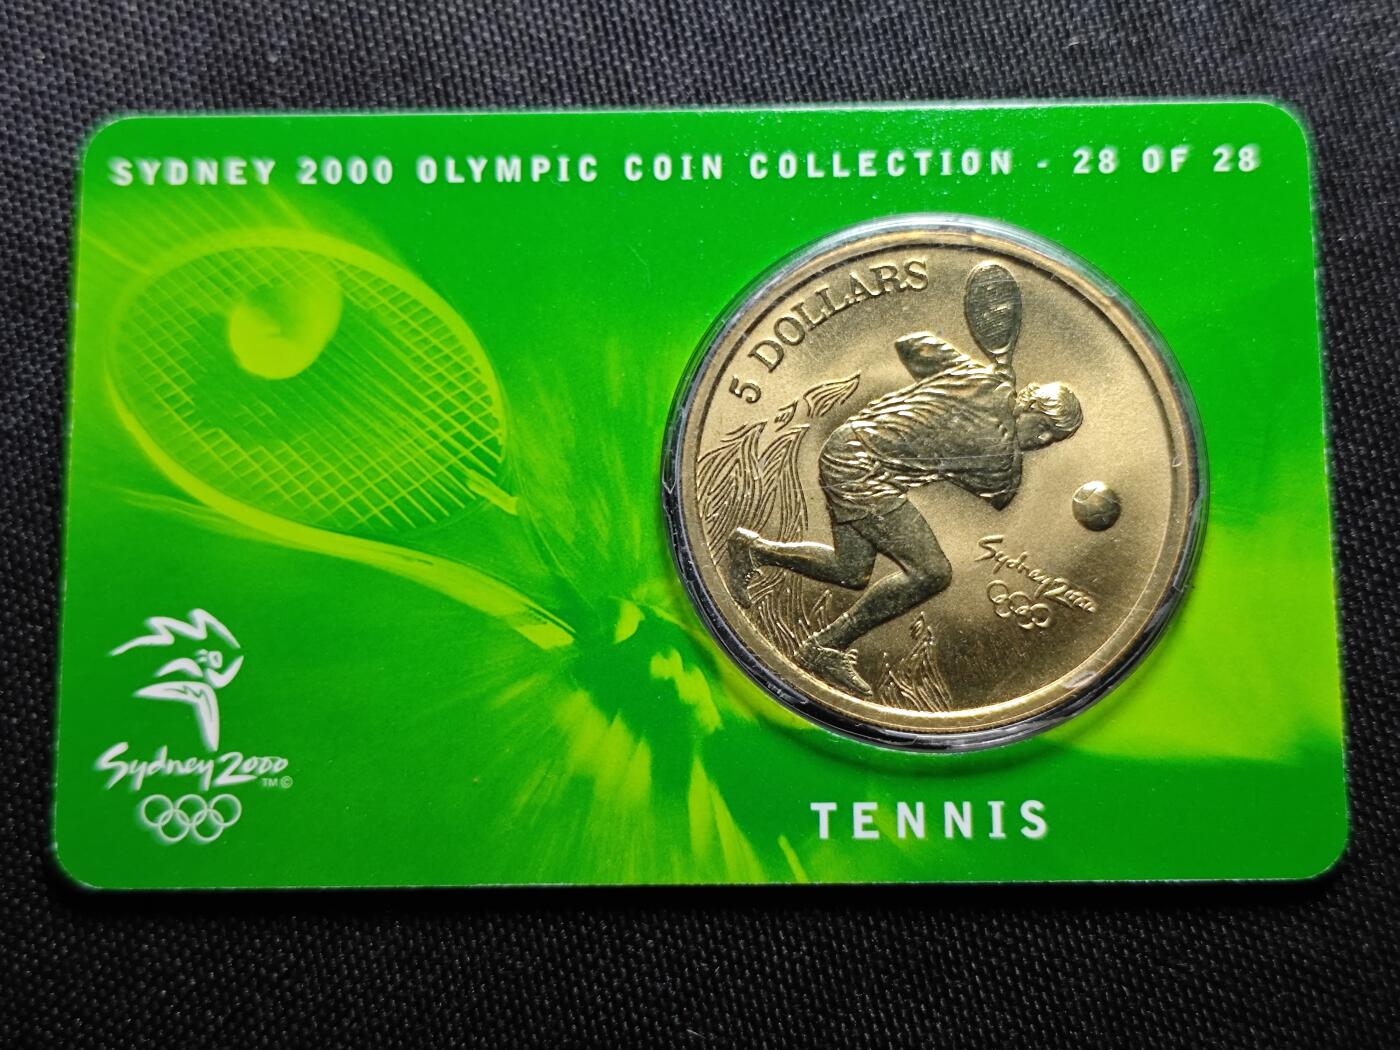 SYDNEY 2000 OLYMPIC COIN COLLECTION - 28 OF 28
5 DOLLARS
Sydney 2000
Sydney 2000
TM ©
TENNIS